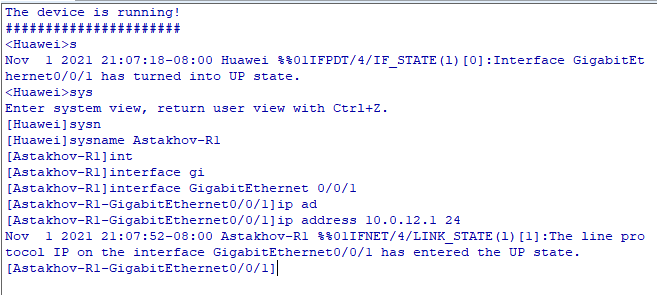 The device is running!
######################
<Huawei>s
Nov  1 2021 21:07:18-08:00 Huawei %%01IFPDT/4/IF_STATE(l)[0]:Interface GigabitEt
hernet0/0/1 has turned into UP state.
<Huawei>sys
Enter system view, return user view with Ctrl+Z.
[Huawei]sysn
[Huawei]sysname Astakhov-R1
[Astakhov-R1]int
[Astakhov-R1]interface gi
[Astakhov-R1]interface GigabitEthernet 0/0/1
[Astakhov-R1-GigabitEthernet0/0/1]ip ad
[Astakhov-R1-GigabitEthernet0/0/1]ip address 10.0.12.1 24
Nov  1 2021 21:07:52-08:00 Astakhov-R1 %%01IFNET/4/LINK_STATE(l)[1]:The line pro
tocol IP on the interface GigabitEthernet0/0/1 has entered the UP state.
[Astakhov-R1-GigabitEthernet0/0/1]